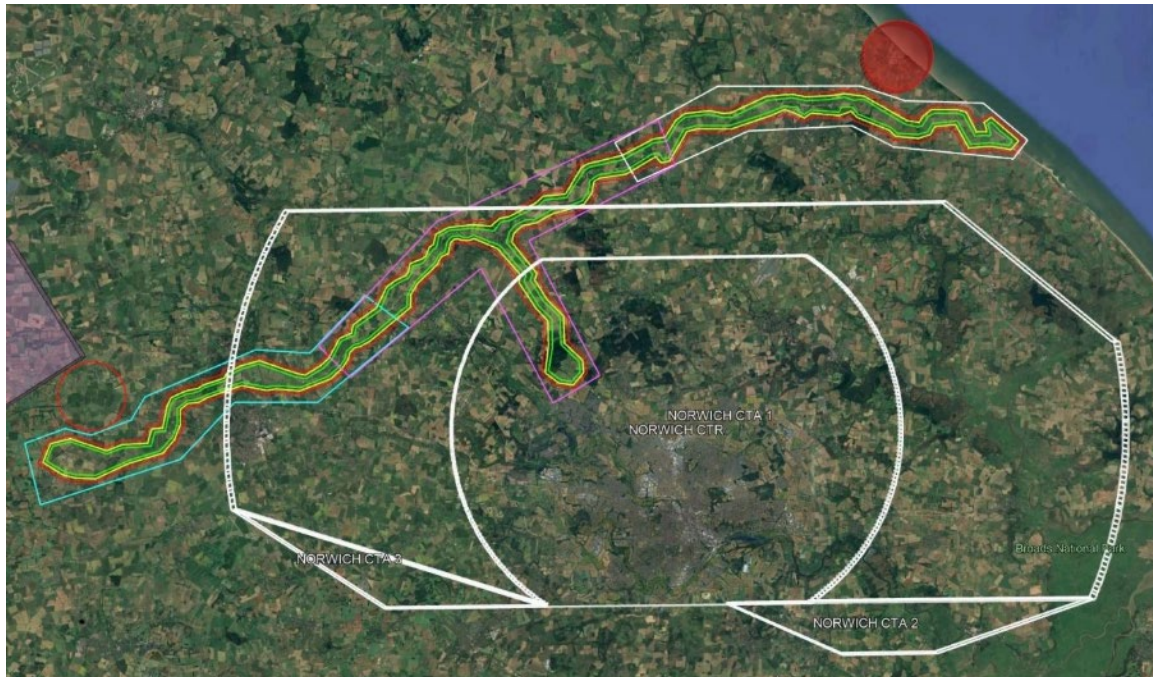 NORWICH CTA 1
NORWICH CTR
NORWICH CTA 3
Broads National Park
NORWICH CTA 2